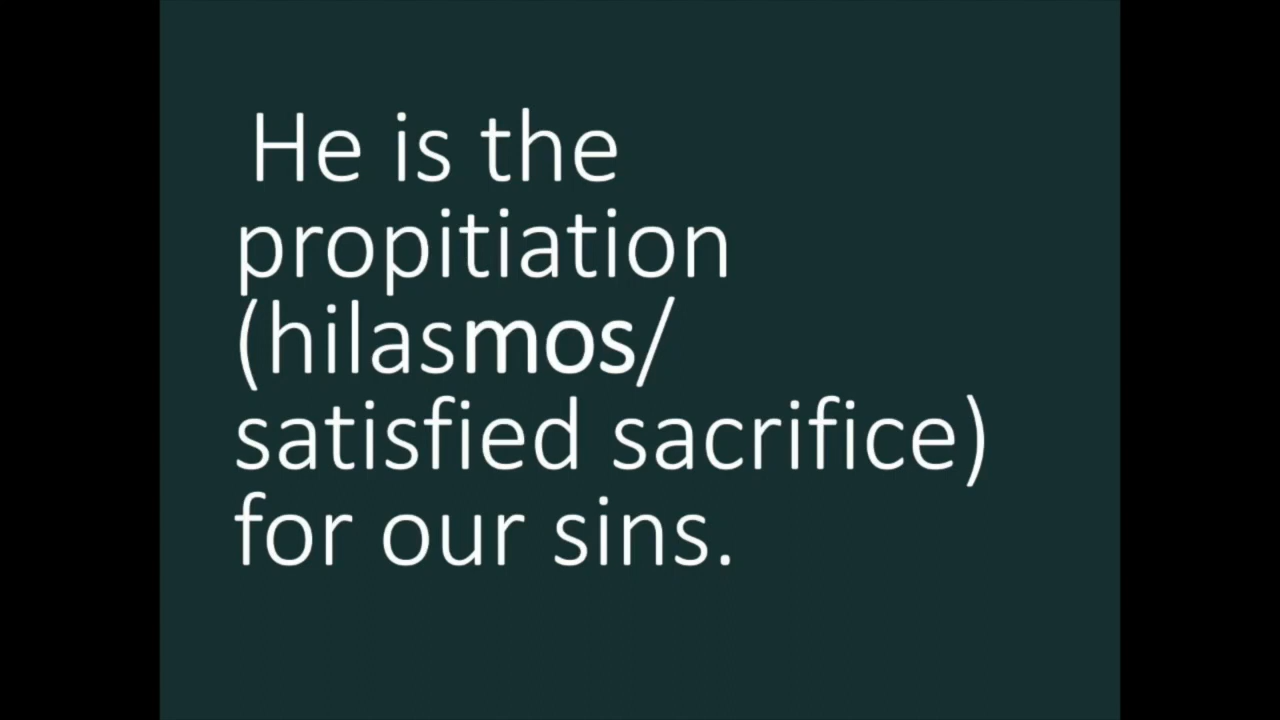 He is the
propitiation
(hilasmos/
satisfied sacrifice)
for our sins.